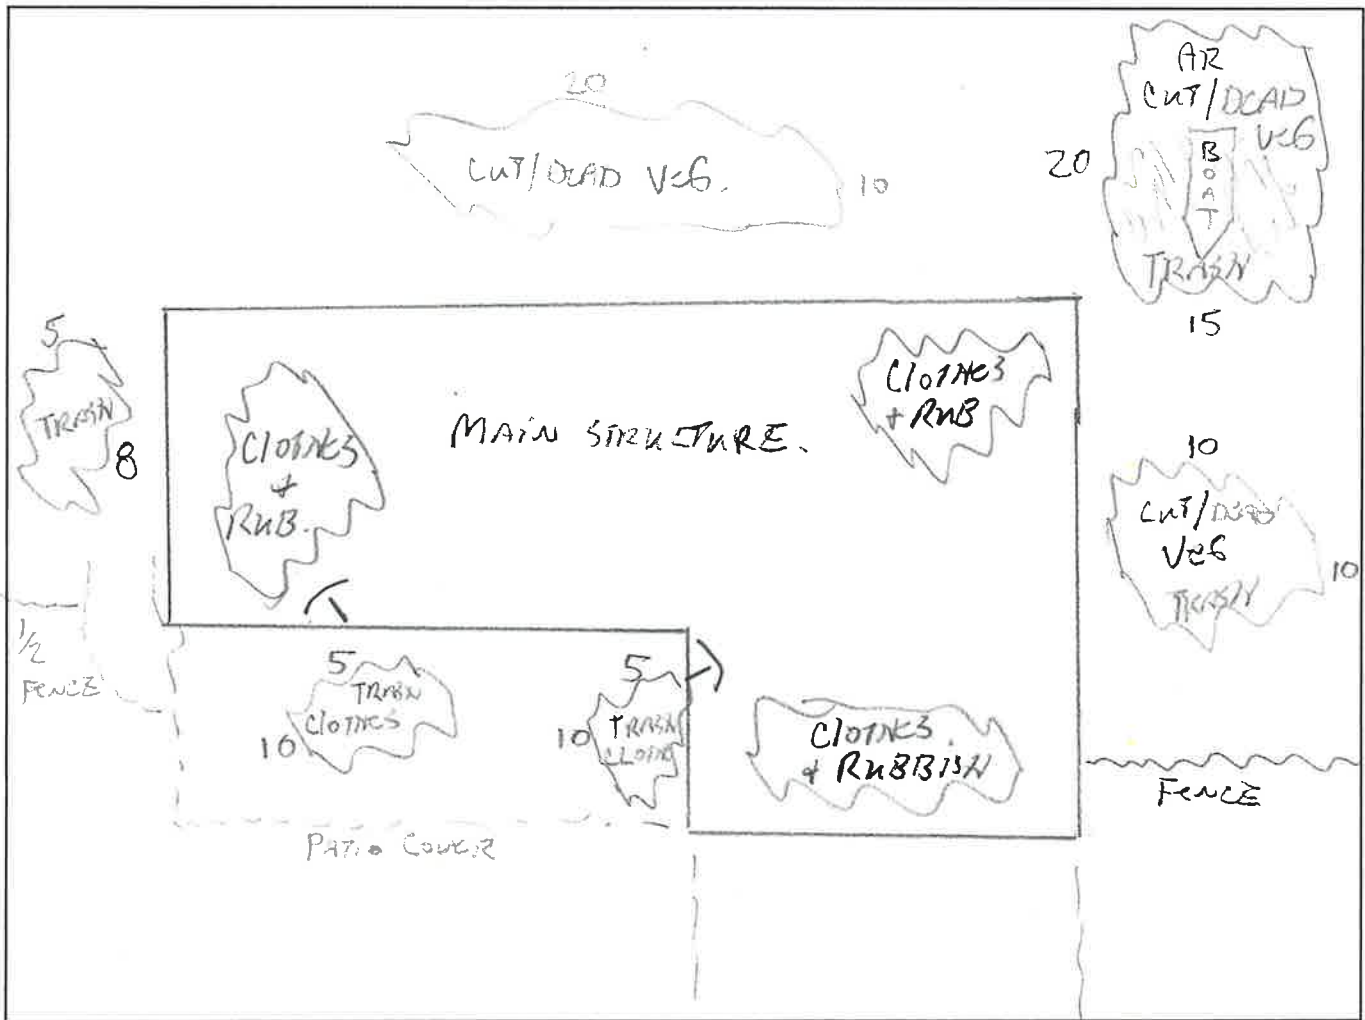 20
CUT/DEAD VEG.
10
AR
CUT/DEAD
VEG
BOAT
TRASH
20
15
5
TRASH
8
CLOTHES
+
RUB.
MAIN STRUCTURE.
CLOTHES
+ RUB
10
CUT/DEAD
VEG
TRASH
10
1/2
FENCE
5
TRASH
CLOTHES
10
5
TRASH
CLOTHES
10
CLOTHES
+ RUBBISH
FENCE
PATIO COVER